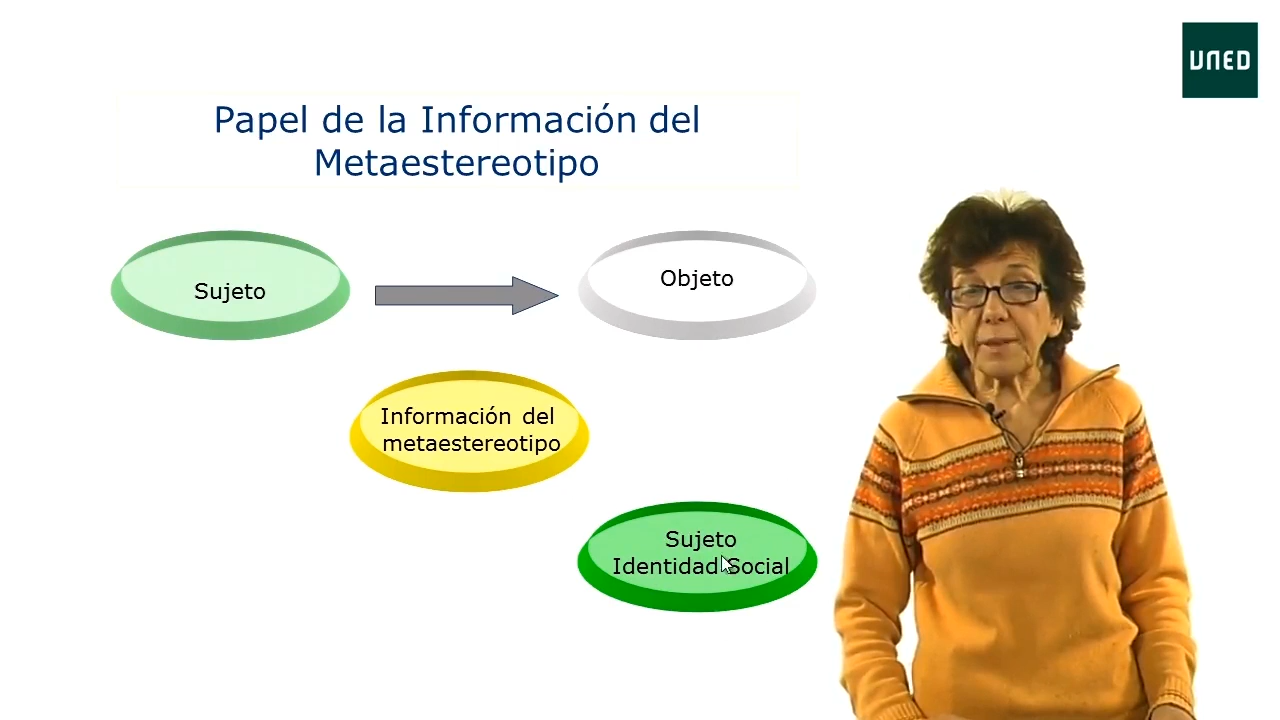 UNED
Papel de la Información del
Metaestereotipo
Sujeto
Objeto
Información del
metaestereotipo
Sujeto
Identidad Social